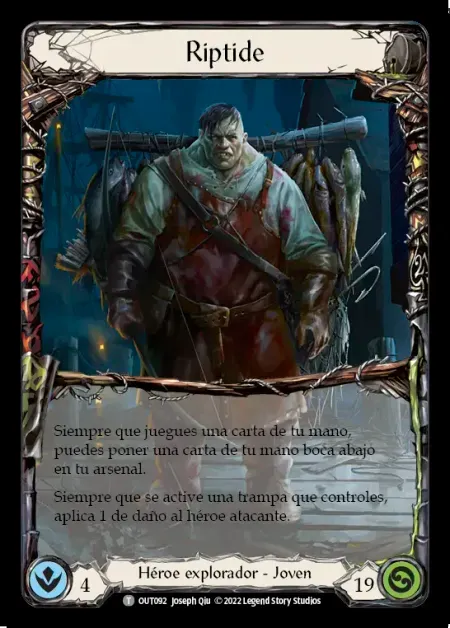 Riptide
Siempre que juegues una carta de tu mano,
puedes poner una carta de tu mano boca abajo
en tu arsenal.
Siempre que se active una trampa que controles,
aplica 1 de daño al héroe atacante.
4
Héroe explorador - Joven
19
T OUT092 Joseph Qiu © 2022 Legend Story Studios